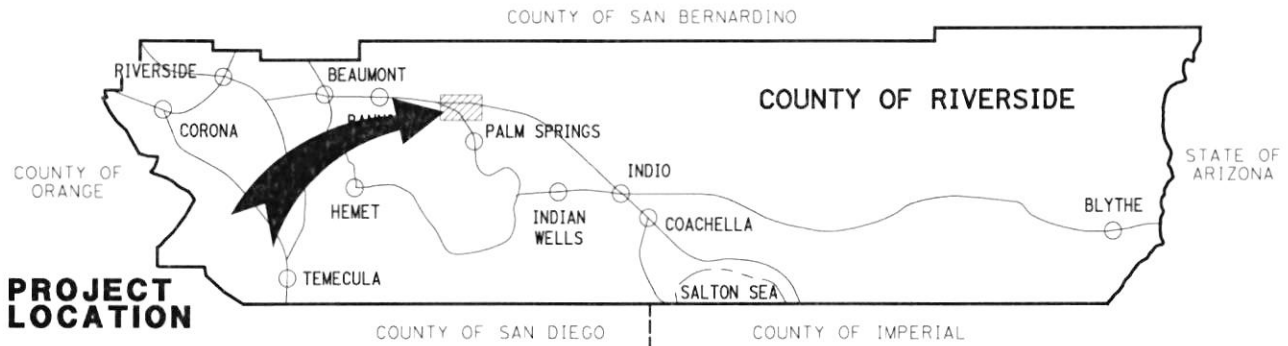 COUNTY OF SAN BERNARDINO
RIVERSIDE
BEAUMONT
COUNTY OF RIVERSIDE
CORONA
PALM SPRINGS
COUNTY OF
ORANGE
STATE OF
ARIZONA
INDIO
HEMET
INDIAN
WELLS
COACHELLA
BLYTHE
TEMECULA
SALTON SEA
PROJECT
LOCATION
COUNTY OF SAN DIEGO
COUNTY OF IMPERIAL